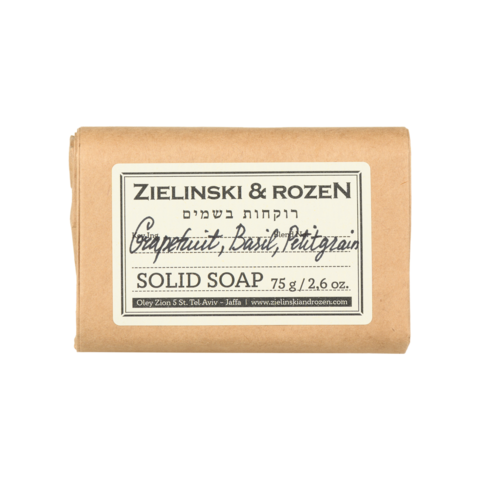 ZIELINSKI & ROZEN
רוקחות בשמים
Grapefruit, Basil, Petitgrain
SOLID SOAP 75 g / 2,6 oz.
Oley Zion 5 St. Tel Aviv – Jaffa | www.zielinskiandrozen.com